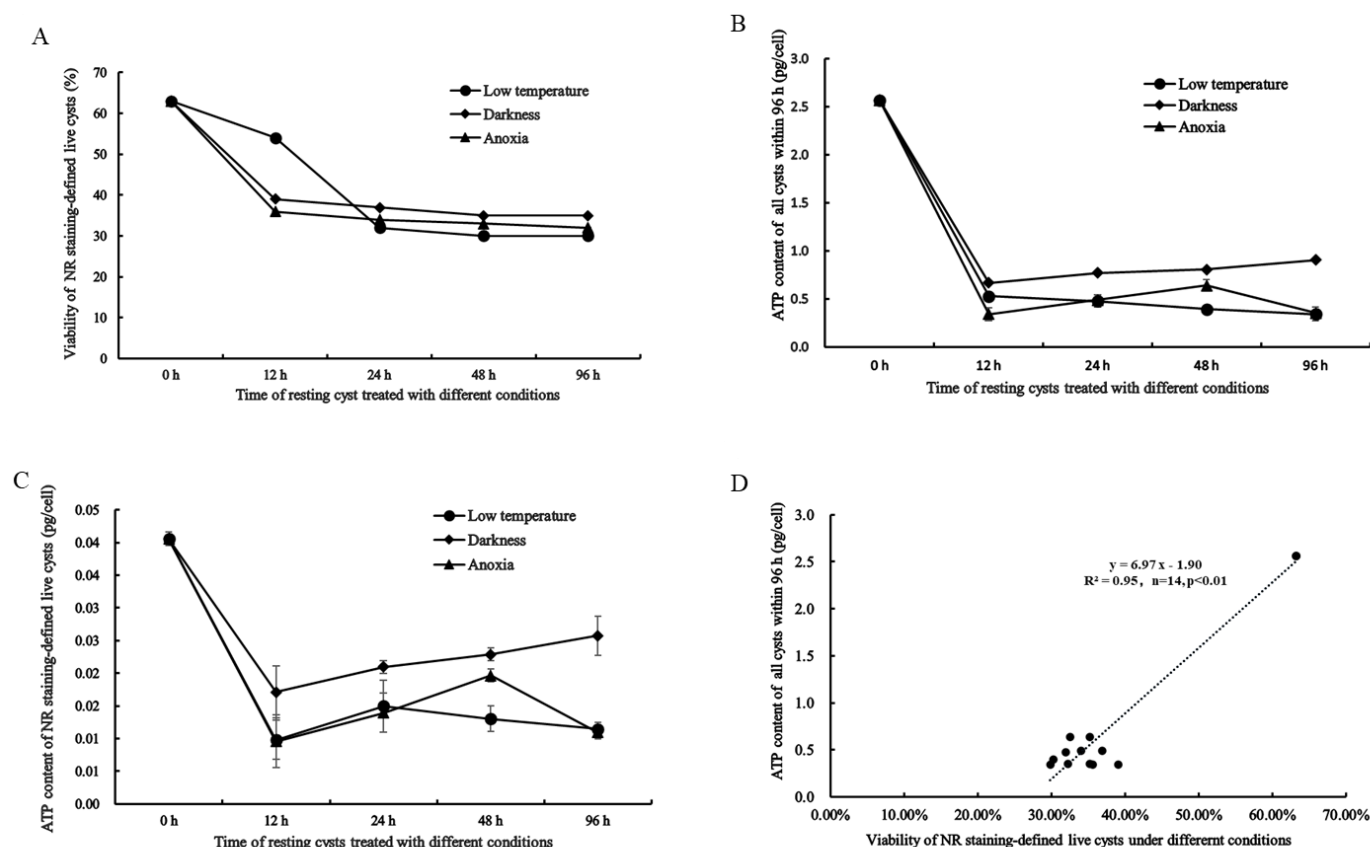 A
Viability of NR staining-defined live cysts (%)
70
60
50
40
30
20
10
0
Low temperature
Darkness
Anoxia
0 h
12 h
24 h
48 h
96 h
Time of resting cyst treated with different conditions
B
ATP content of all cysts within 96 h (pg/cell)
3.0
2.5
2.0
1.5
1.0
0.5
0.0
Low temperature
Darkness
Anoxia
0 h
12 h
24 h
48 h
96 h
Time of resting cysts treated with different conditions
C
ATP content of NR staining-defined live cysts (pg/cell)
0.05
0.04
0.04
0.03
0.03
0.02
0.02
0.01
0.01
0.00
Low temperature
Darkness
Anoxia
0 h
12 h
24 h
48 h
96 h
Time of resting cysts treated with different conditions
D
ATP content of all cysts within 96 h (pg/cell)
3.0
2.5
2.0
1.5
1.0
0.5
0.0
y = 6.97 x - 1.90
R² = 0.95, n=14, p<0.01
0.00%
10.00%
20.00%
30.00%
40.00%
50.00%
60.00%
70.00%
Viability of NR staining-defined live cysts under differernt conditions